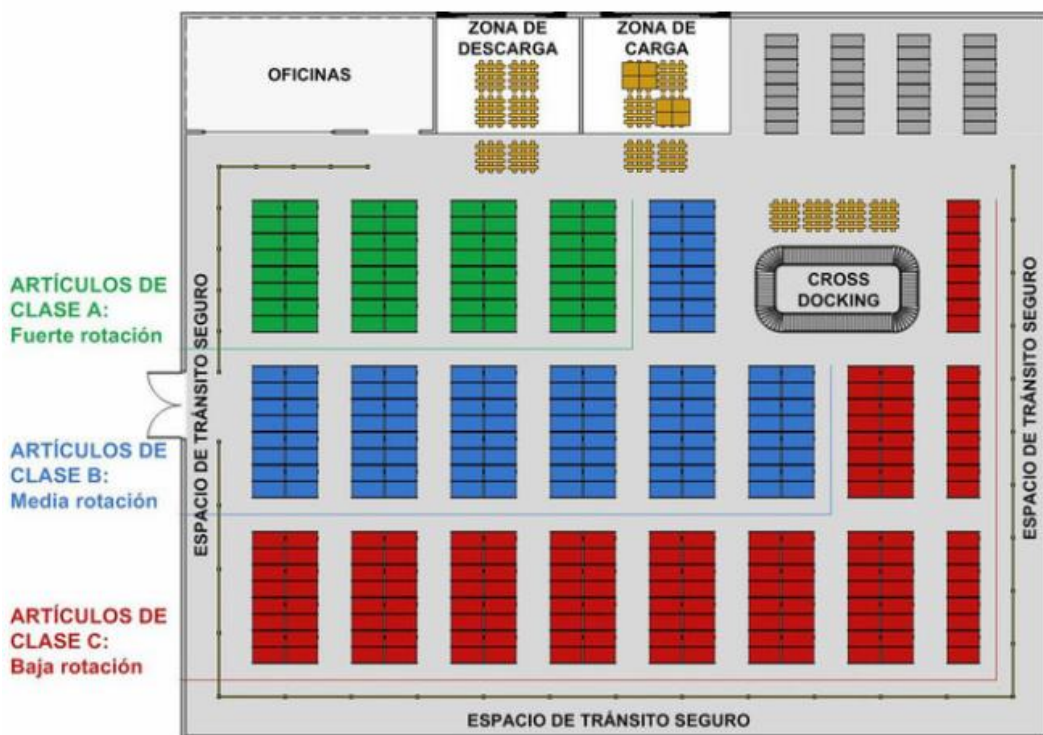 OFICINAS
ZONA DE
DESCARGA
ZONA DE
CARGA
CROSS
DOCKING
ARTÍCULOS DE
CLASE A:
Fuerte rotación
ARTÍCULOS DE
CLASE B:
Media rotación
ARTÍCULOS DE
CLASE C:
Baja rotación
ESPACIO DE TRÁNSITO SEGURO
ESPACIO DE TRÁNSITO SEGURO
ESPACIO DE TRÁNSITO SEGURO